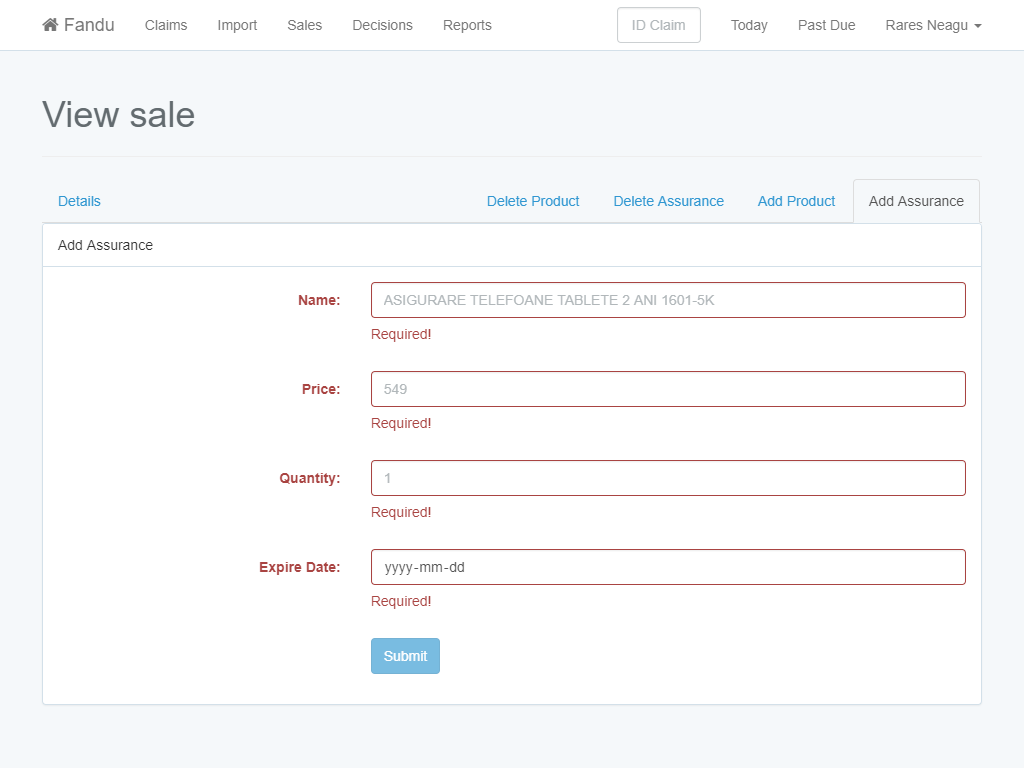 Fandu Claims Import Sales Decisions Reports ID Claim Today Past Due Rares Neagu
View sale
Details Delete Product Delete Assurance Add Product Add Assurance
Add Assurance
Name: ASIGURARE TELEFOANE TABLETE 2 ANI 1601-5K
Required!
Price: 549
Required!
Quantity: 1
Required!
Expire Date: yyyy-mm-dd
Required!
Submit